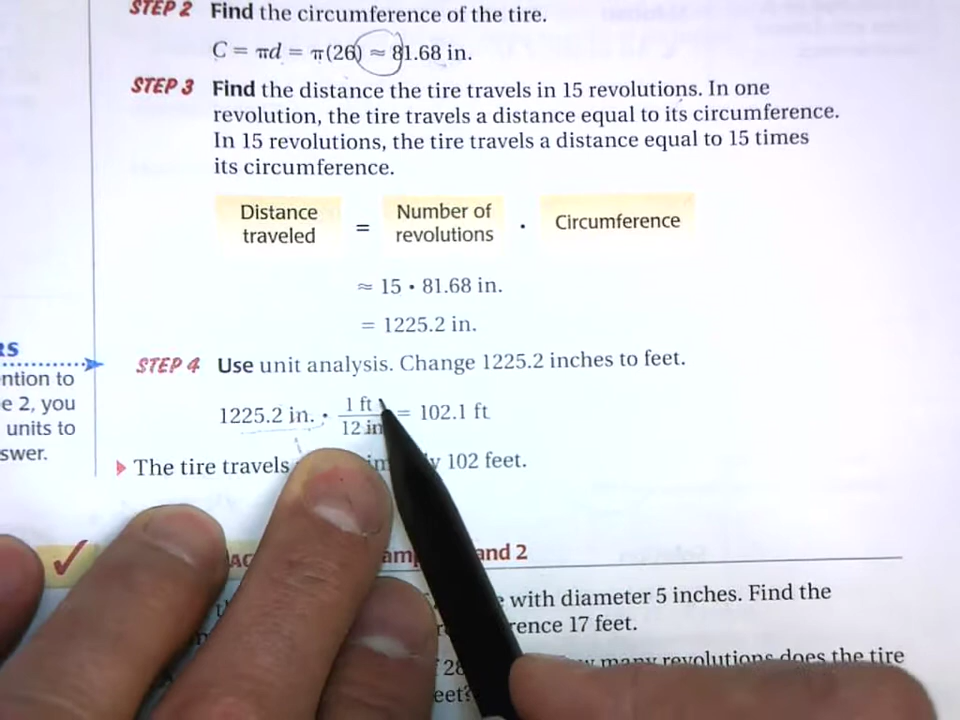 STEP 2 Find the circumference of the tire.
C = πd = π(26) ≈ 81.68 in.
STEP 3 Find the distance the tire travels in 15 revolutions. In one
revolution, the tire travels a distance equal to its circumference.
In 15 revolutions, the tire travels a distance equal to 15 times
its circumference.
Distance traveled = Number of revolutions · Circumference
≈ 15 · 81.68 in.
= 1225.2 in.
RS
STEP 4 Use unit analysis. Change 1225.2 inches to feet.
ntion to
e 2, you
units to
swer.
1225.2 in. · 1 ft / 12 in = 102.1 ft
The tire travels 102 feet.
and 2
with diameter 5 inches. Find the
rence 17 feet.
28 many revolutions does the tire
eet?